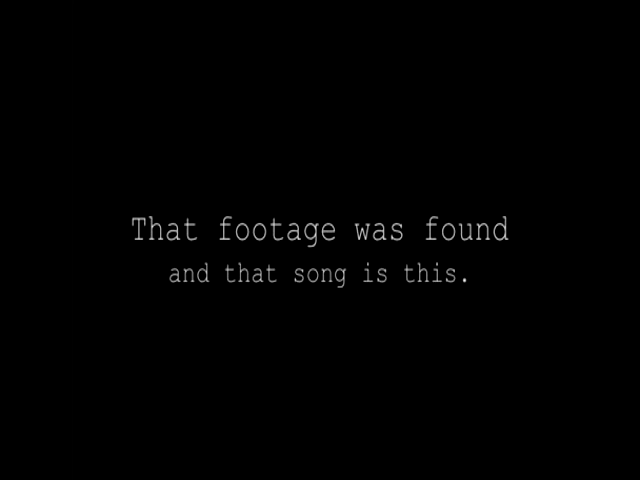 That footage was found
and that song is this.